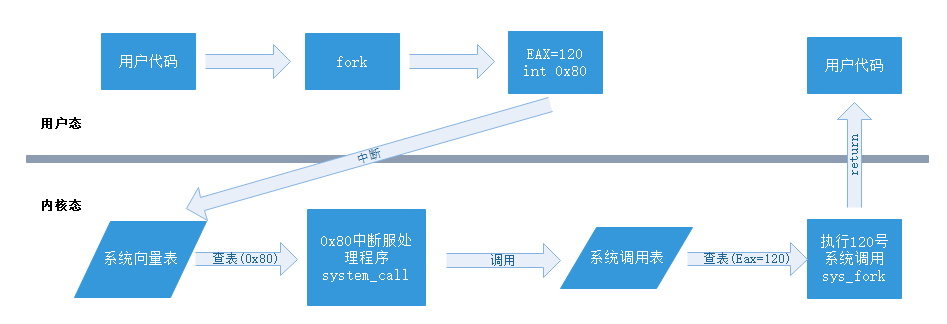 用户代码
fork
EAX=120
int 0x80
用户代码
用户态
中断
return
内核态
系统向量表
查表(0x80)
0x80中断服处
理程序
system_call
调用
系统调用表
查表(Eax=120)
执行120号
系统调用
sys_fork